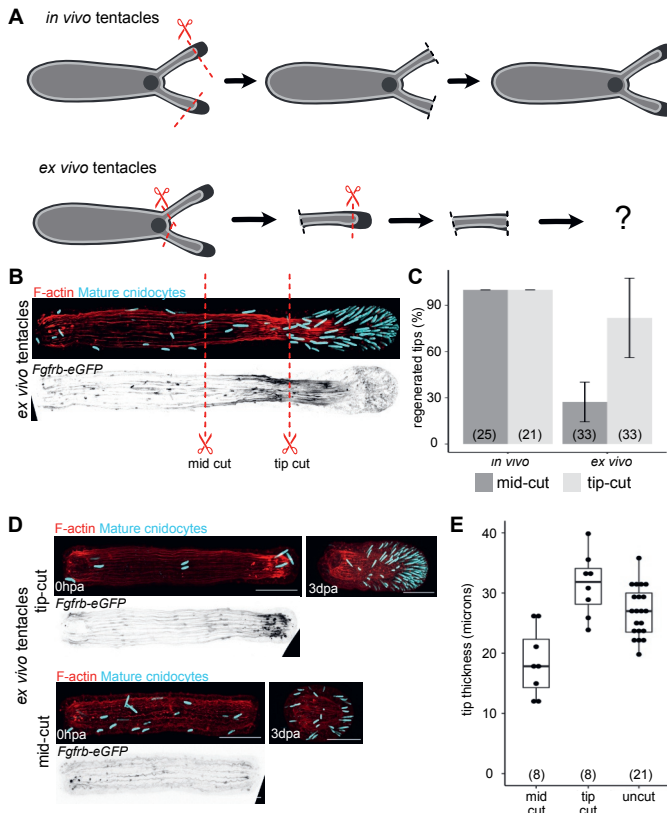 A
in vivo tentacles
ex vivo tentacles
?
B
F-actin Mature cnidocytes
ex vivo tentacles
Fgfrb-eGFP
mid cut
tip cut
C
regenerated tips (%)
90
60
30
0
(25)
(21)
(33)
(33)
in vivo
ex vivo
mid-cut
tip-cut
D
F-actin Mature cnidocytes
ex vivo tentacles
tip-cut
0hpa
3dpa
Fgfrb-eGFP
F-actin Mature cnidocytes
mid-cut
0hpa
3dpa
Fgfrb-eGFP
E
tip thickness (microns)
40
30
20
10
0
(8)
(8)
(21)
mid
cut
tip
cut
uncut